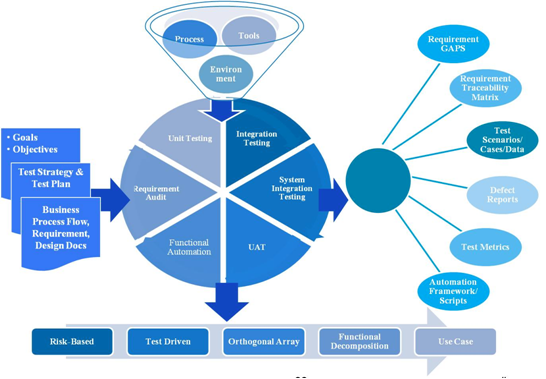 Process
Tools
Environ
ment
• Goals
• Objectives
Test Strategy &
Test Plan
Business
Process Flow,
Requirement,
Design Docs
Unit Testing
Integration
Testing
Requirement
Audit
System
Integration
Testing
Functional
Automation
UAT
Requirement
GAPS
Requirement
Traceability
Matrix
Test
Scenarios/
Cases/Data
Defect
Reports
Test Metrics
Automation
Framework/
Scripts
Risk-Based
Test Driven
Orthogonal Array
Functional
Decomposition
Use Case